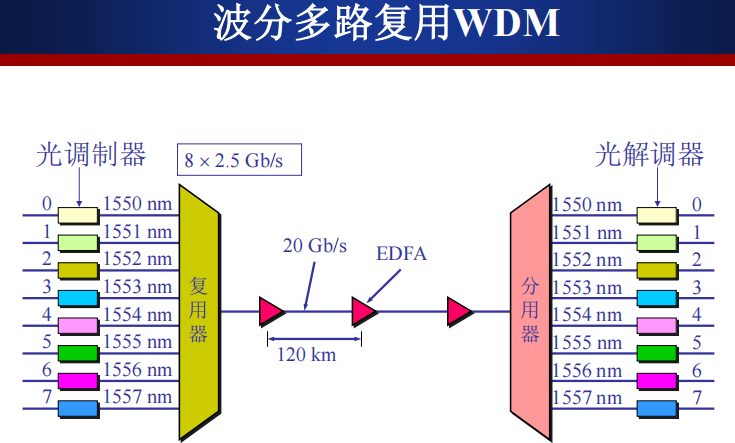 波分多路复用WDM
光调制器
8 × 2.5 Gb/s
光解调器
0 1550 nm
1 1551 nm
2 1552 nm
3 1553 nm
4 1554 nm
5 1555 nm
6 1556 nm
7 1557 nm
复用器
20 Gb/s
EDFA
120 km
分用器
1550 nm 0
1551 nm 1
1552 nm 2
1553 nm 3
1554 nm 4
1555 nm 5
1556 nm 6
1557 nm 7